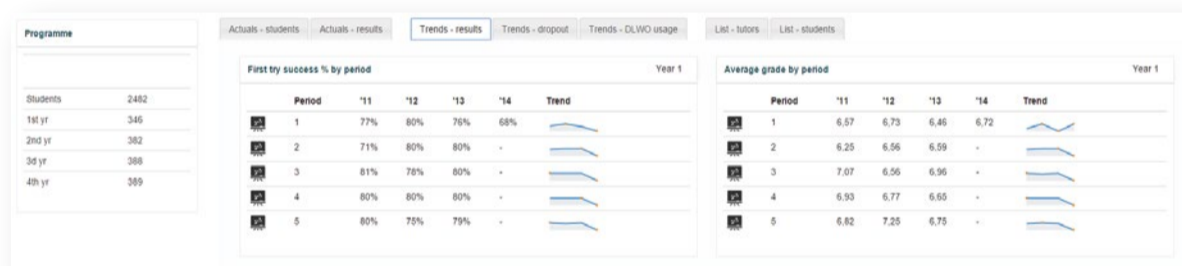 Programme
Students 2482
1st yr 346
2nd yr 382
3d yr 388
4th yr 389
Actuals - students Actuals - results Trends - results Trends - dropout Trends - DLWO usage List - tutors List - students
First try success % by period Year 1
Period '11 '12 '13 '14 Trend
1 77% 80% 76% 68%
2 71% 80% 80% -
3 81% 78% 80% -
4 80% 80% 80% -
5 80% 75% 79% -
Average grade by period Year 1
Period '11 '12 '13 '14 Trend
1 6,57 6,73 6,46 6,72
2 6,25 6,56 6,59 -
3 7,07 6,56 6,96 -
4 6,93 6,77 6,65 -
5 6,82 7,25 6,75 -